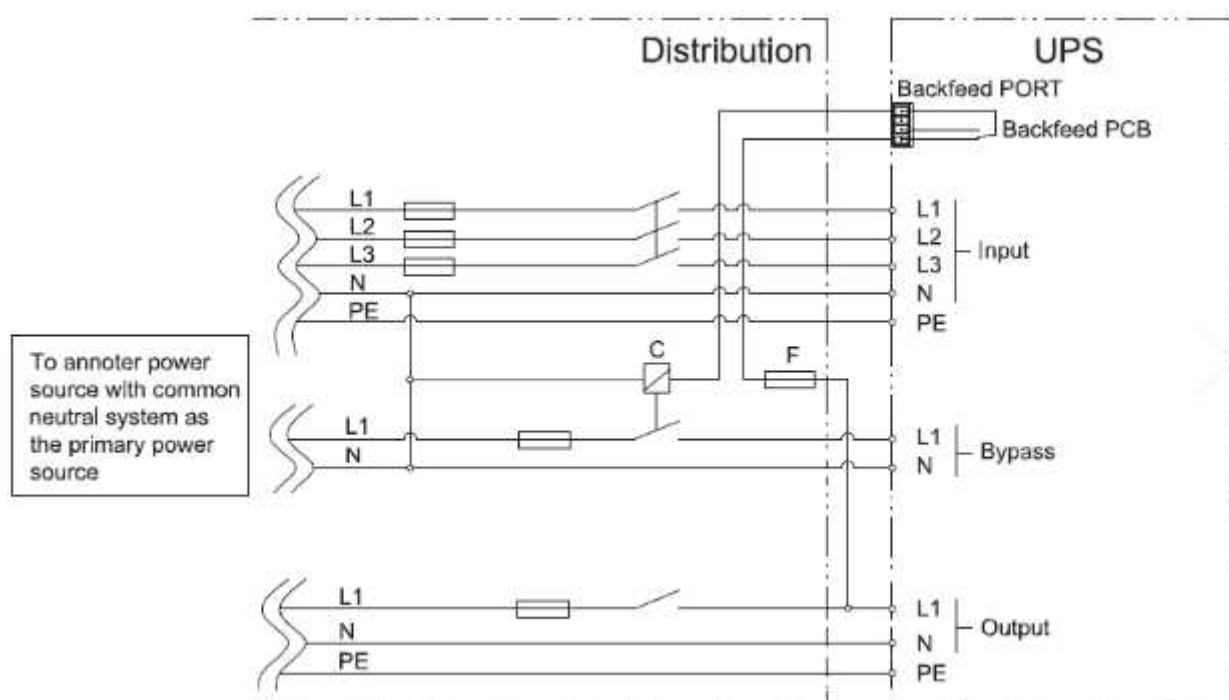 Distribution
UPS
Backfeed PORT
Backfeed PCB
L1
L2
L3
N
PE
L1
L2
L3
N
PE
Input
C
F
To annoter power
source with common
neutral system as
the primary power
source
L1
N
L1
N
Bypass
L1
N
PE
L1
N
PE
Output